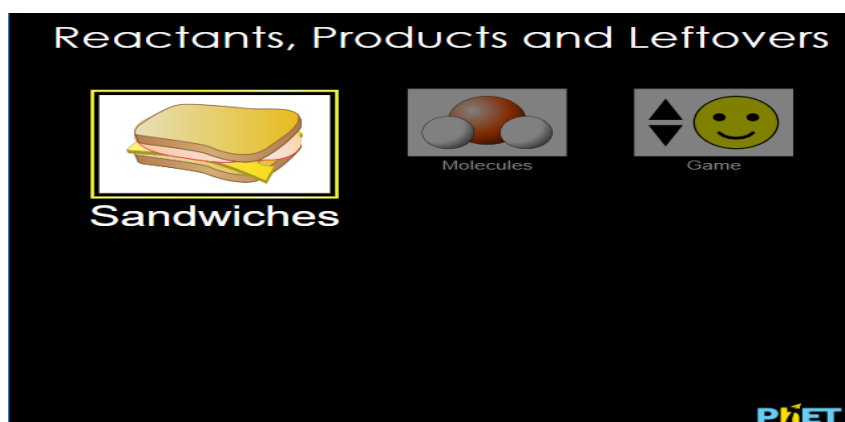 Reactants, Products and Leftovers
Molecules
Game
Sandwiches
PhET